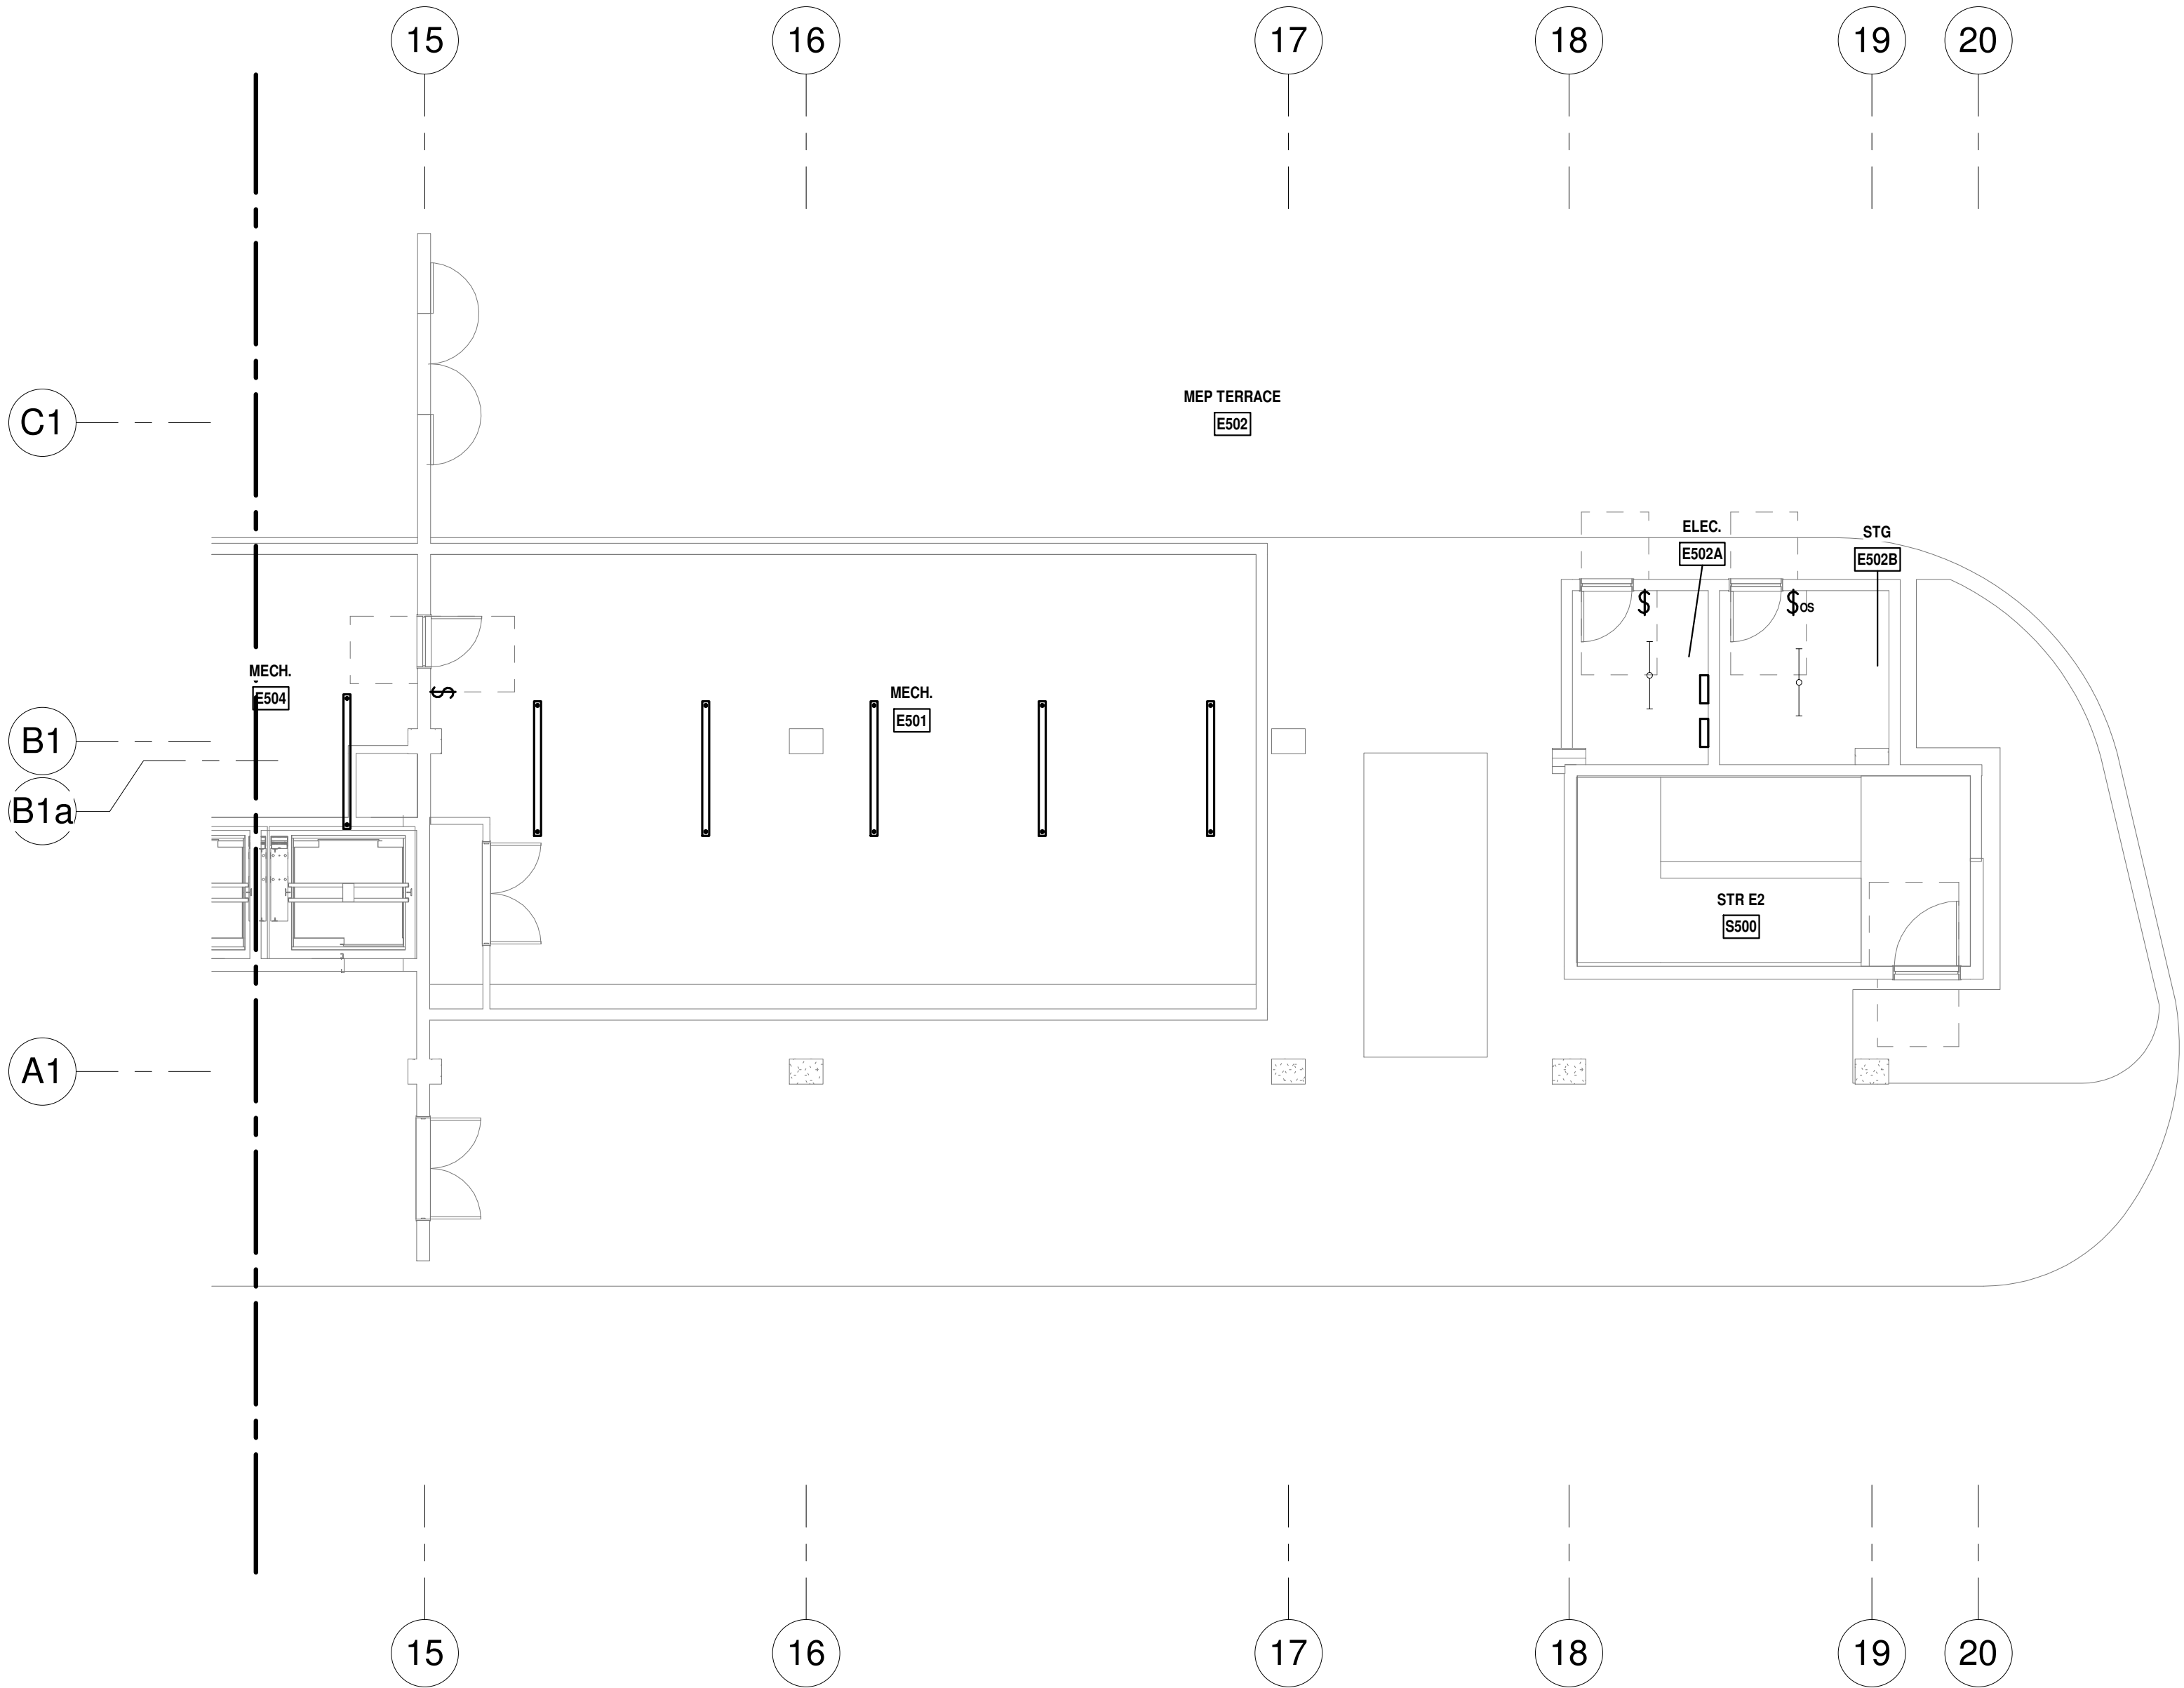 15
16
17
18
19
20
C1
MEP TERRACE
E502
ELEC.
E502A
STG
E502B
$
$OS
MECH.
E504
$
MECH.
E501
B1
B1a
STR E2
S500
A1
15
16
17
18
19
20